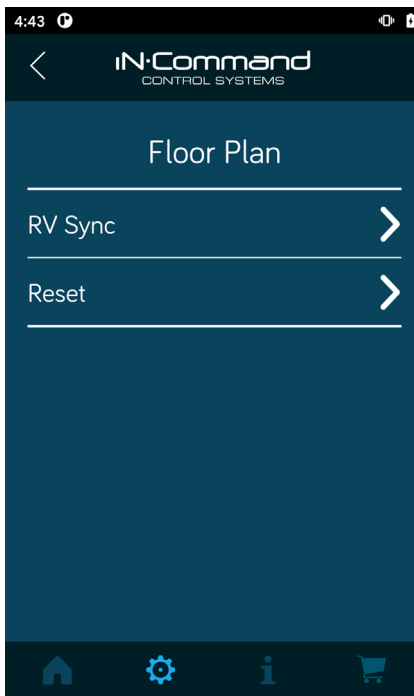 4:43
iN·Command
CONTROL SYSTEMS
Floor Plan
RV Sync
Reset